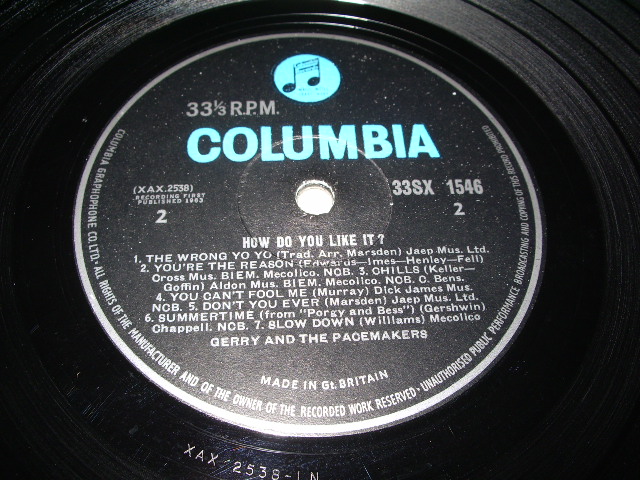 33⅓ R.P.M.
COLUMBIA
(XAX.2538)
RECORDING FIRST
PUBLISHED 1963
2
33SX 1546
2
HOW DO YOU LIKE IT?
1. THE WRONG YO YO (Trad. Arr. Marsden) Jaep Mus. Ltd.
2. YOU'RE THE REASON (Edwards—Imes—Henley—Fell)
Cross Mus. BIEM. Mecolico. NCB. 3. CHILLS (Keller—
Goffin) Aldon Mus. BIEM. Mecolico. NCB. C. Bens.
4. YOU CAN'T FOOL ME (Murray) Dick James Mus.
NCB. 5. DON'T YOU EVER (Marsden) Jaep Mus. Ltd.
6. SUMMERTIME (from "Porgy and Bess") (Gershwin)
Chappell. NCB. 7. SLOW DOWN (Williams) Mecolico
GERRY AND THE PACEMAKERS
MADE IN Gt. BRITAIN
COLUMBIA GRAPHOPHONE CO. LTD.· ALL RIGHTS OF THE MANUFACTURER AND OF THE OWNER OF THE RECORDED WORK RESERVED · UNAUTHORISED PUBLIC PERFORMANCE BROADCASTING AND COPYING OF THIS RECORD PROHIBITED
XAX 2538-1N